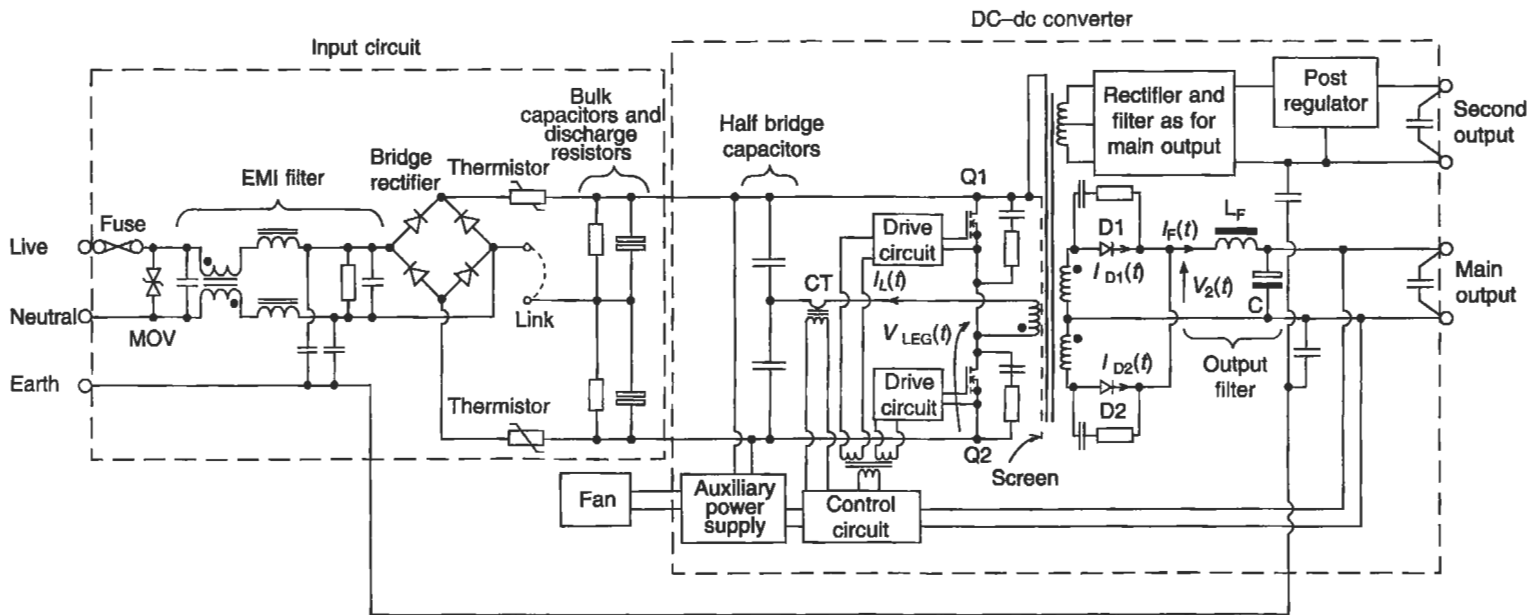 DC–dc converter
Input circuit
Bulk
capacitors and
discharge
resistors
Half bridge
capacitors
Rectifier and
filter as for
main output
Post
regulator
Second
output
Bridge
rectifier
Thermistor
EMI filter
Q1
Fuse
Live
Drive
circuit
D1
I_F(t)
L_F
I_L(t)
CT
I_D1(t)
V_2(t)
C
Main
output
Neutral
MOV
Link
V_LEG(t)
I_D2(t)
Output
filter
Earth
Drive
circuit
D2
Thermistor
Q2
Screen
Fan
Auxiliary
power
supply
Control
circuit